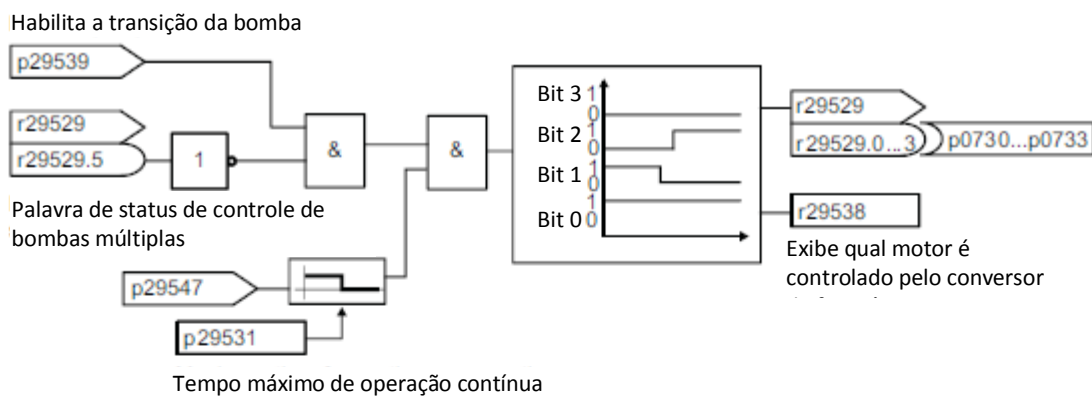 Habilita a transição da bomba
p29539
r29529
r29529.5
1
&
&
Bit 3 1
0
Bit 2 1
0
Bit 1 1
0
Bit 0 1
0
r29529
r29529.0...3
p0730...p0733
r29538
Palavra de status de controle de
bombas múltiplas
Exibe qual motor é
controlado pelo conversor
p29547
p29531
Tempo máximo de operação contínua